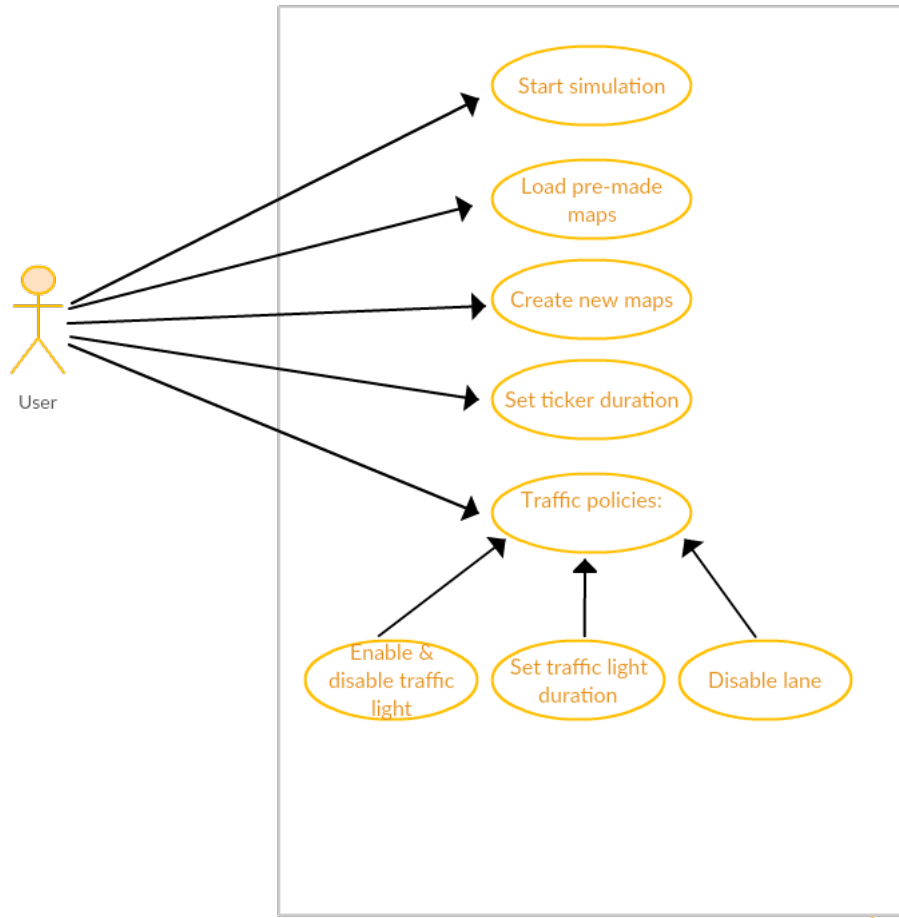 Start simulation
Load pre-made
maps
Create new maps
User
Set ticker duration
Traffic policies:
Enable &
disable traffic
light
Set traffic light
duration
Disable lane